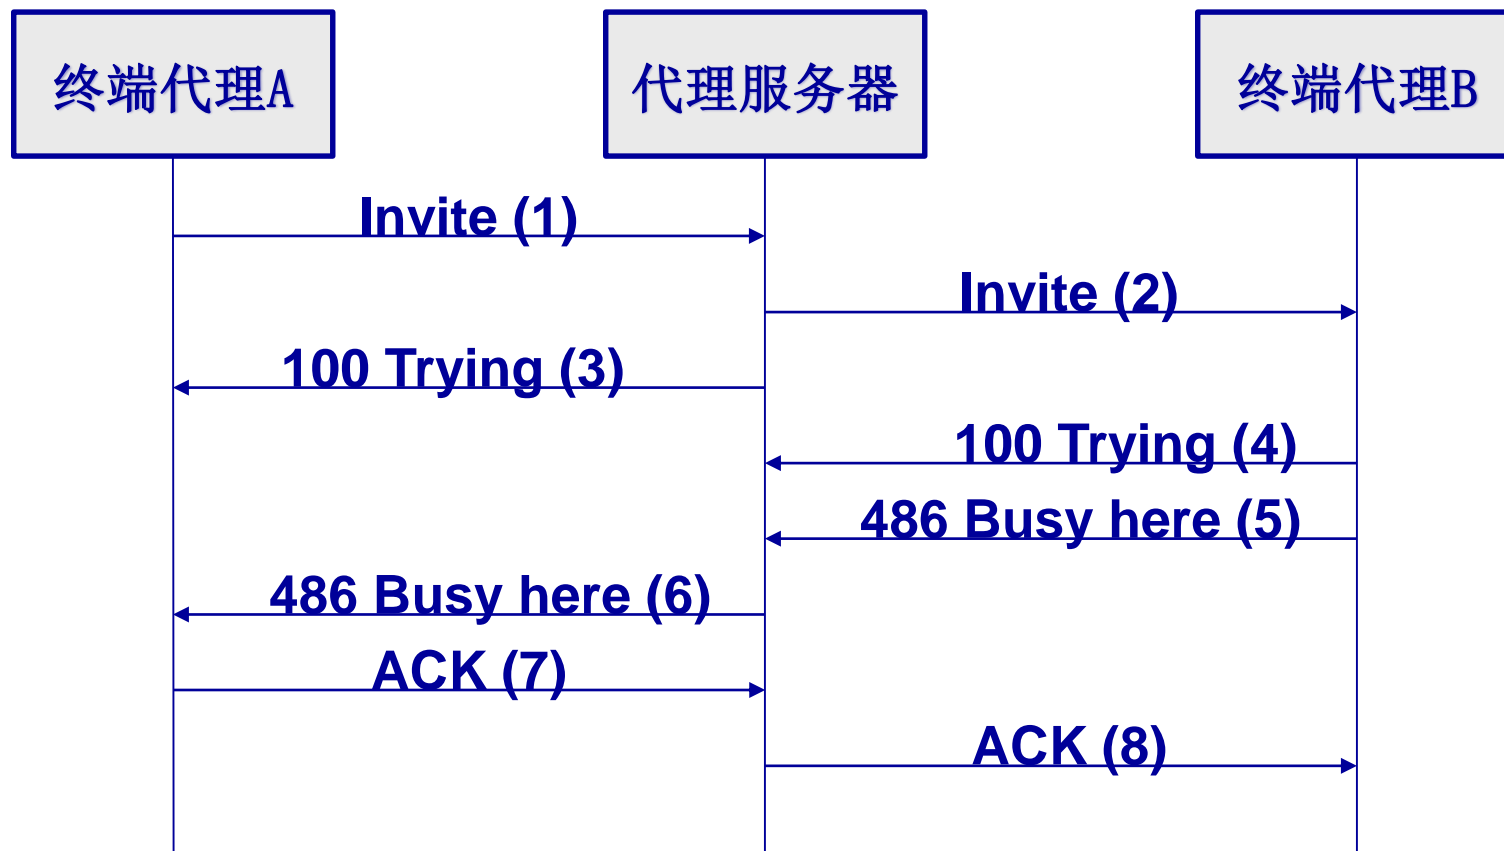 终端代理A
代理服务器
终端代理B
Invite (1)
Invite (2)
100 Trying (3)
100 Trying (4)
486 Busy here (5)
486 Busy here (6)
ACK (7)
ACK (8)